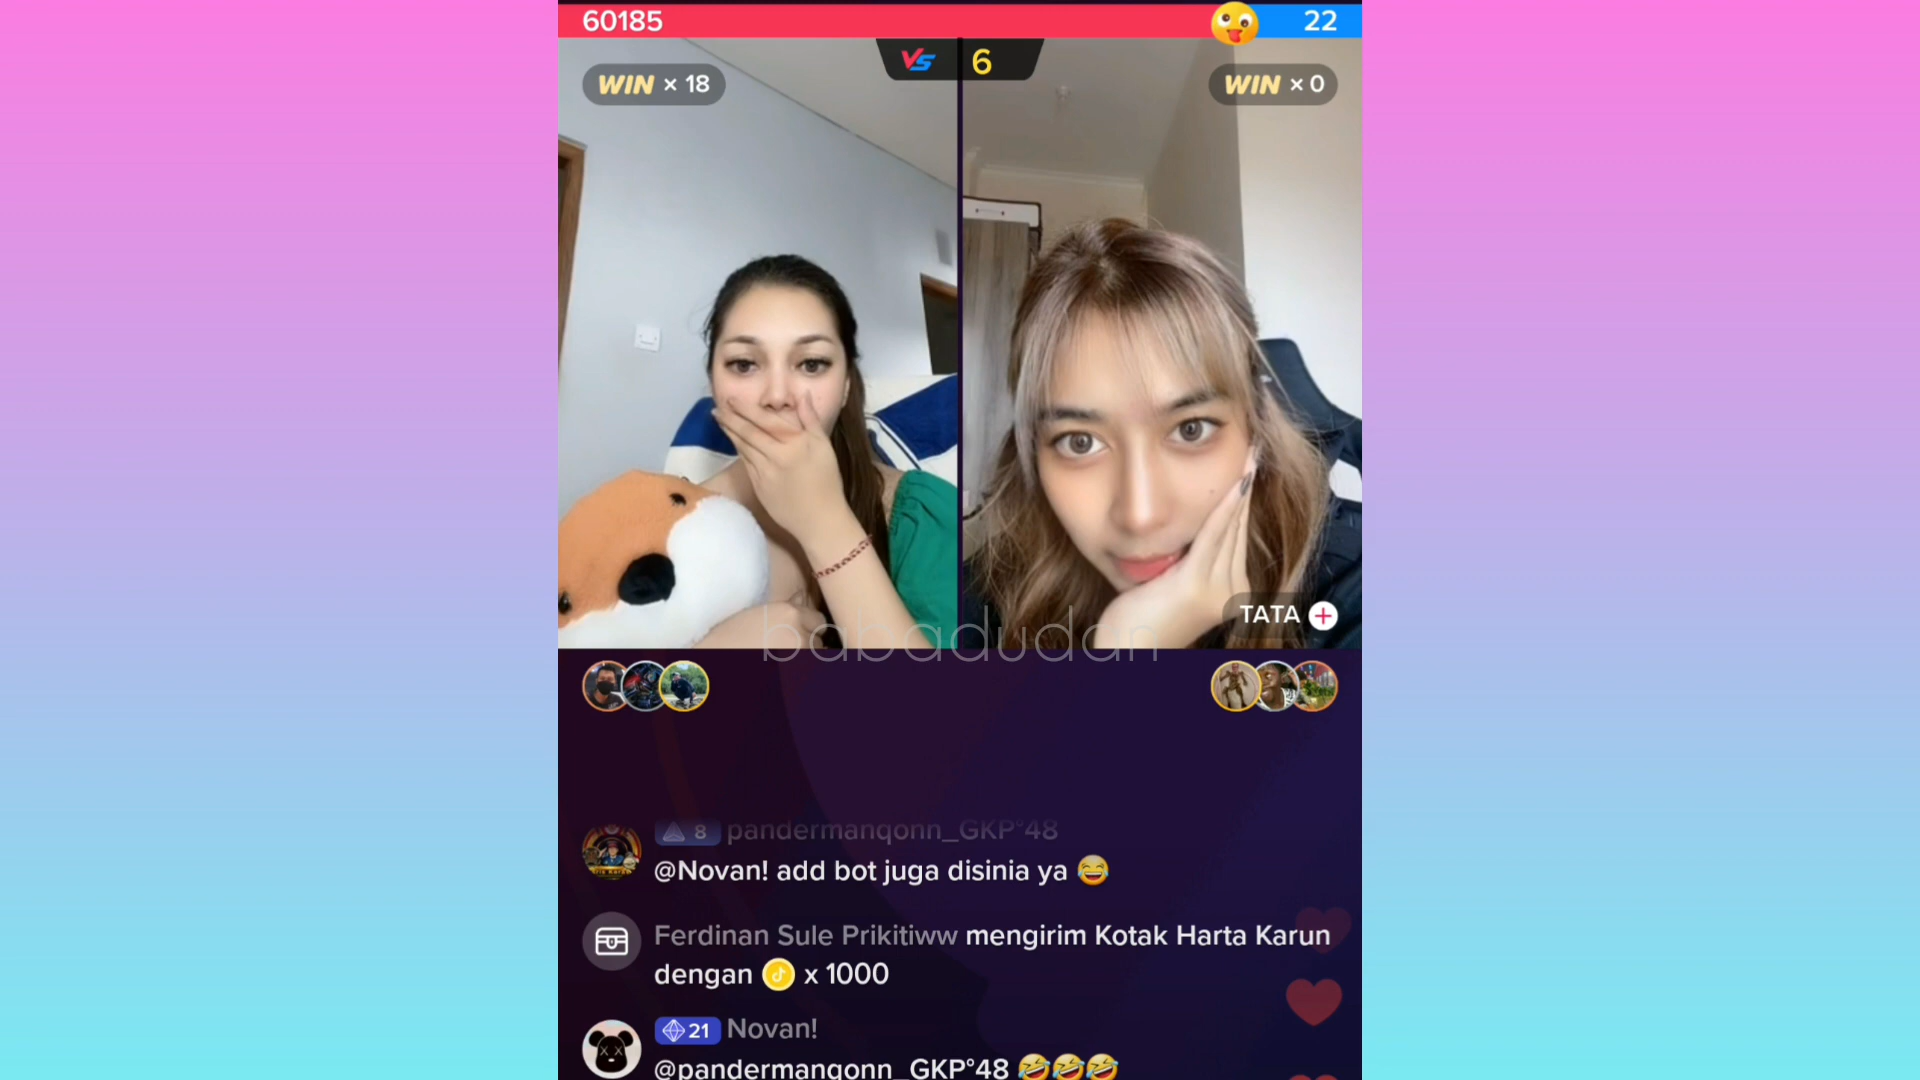 60185
22
VS 6
WIN × 18
WIN × 0
TATA
babadudan
8 pandermanqonn_GKP°48
@Novan! add bot juga disinia ya 😂
Ferdinan Sule Prikitiww mengirim Kotak Harta Karun
dengan x 1000
21 Novan!
@pandermanqonn_GKP°48 🤣🤣🤣